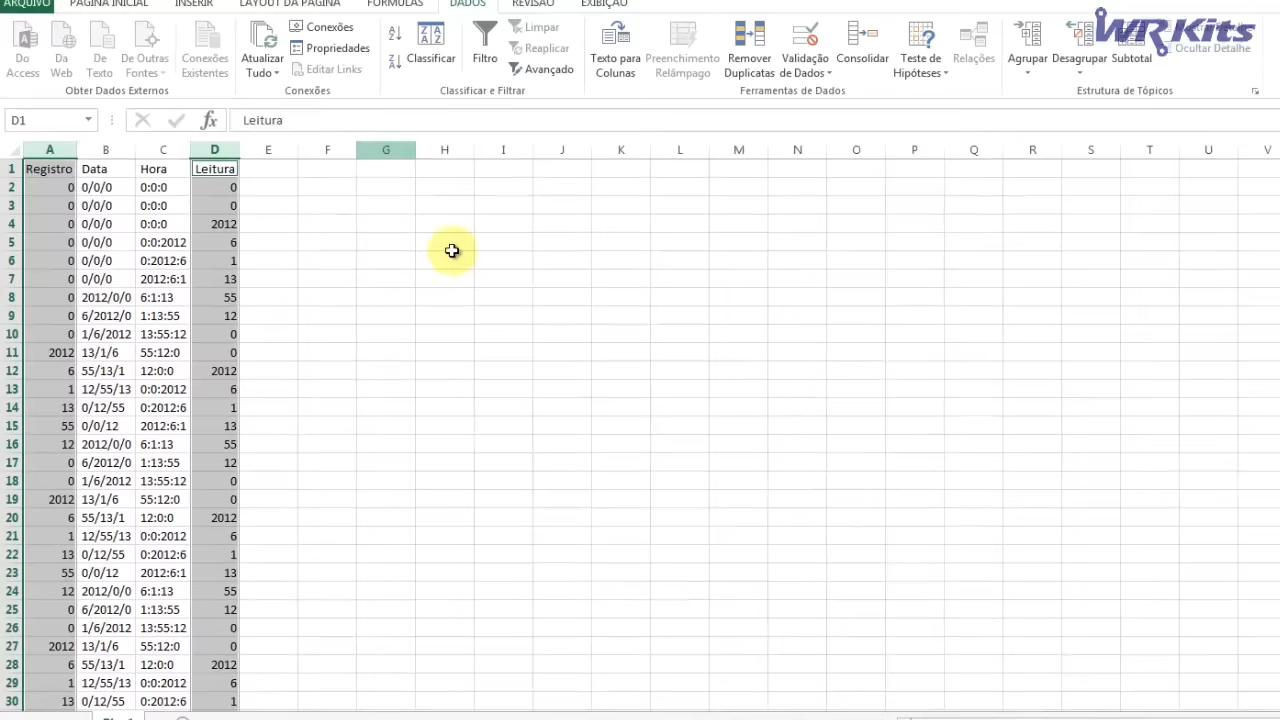 ARQUIVO PÁGINA INICIAL INSERIR LAYOUT DA PÁGINA FÓRMULAS DADOS REVISÃO EXIBIÇÃO
WR Kits
Do Access
Da Web
De Texto
De Outras Fontes
Conexões Existentes
Obter Dados Externos
Atualizar Tudo
Conexões
Propriedades
Editar Links
Conexões
Classificar
Filtro
Limpar
Reaplicar
Avançado
Classificar e Filtrar
Texto para Colunas
Preenchimento Relâmpago
Remover Duplicatas
Validação de Dados
Consolidar
Teste de Hipóteses
Relações
Ferramentas de Dados
Agrupar
Desagrupar
Subtotal
Ocultar Detalhe
Estrutura de Tópicos
D1 fx Leitura
A B C D E F G H I J K L M N O P Q R S T U V
1 Registro Data Hora Leitura
2 0 0/0/0 0:0:0 0
3 0 0/0/0 0:0:0 0
4 0 0/0/0 0:0:0 2012
5 0 0/0/0 0:0:2012 6
6 0 0/0/0 0:2012:6 1
7 0 0/0/0 2012:6:1 13
8 0 2012/0/0 6:1:13 55
9 0 6/2012/0 1:13:55 12
10 0 1/6/2012 13:55:12 0
11 2012 13/1/6 55:12:0 0
12 6 55/13/1 12:0:0 2012
13 1 12/55/13 0:0:2012 6
14 13 0/12/55 0:2012:6 1
15 55 0/0/12 2012:6:1 13
16 12 2012/0/0 6:1:13 55
17 0 6/2012/0 1:13:55 12
18 0 1/6/2012 13:55:12 0
19 2012 13/1/6 55:12:0 0
20 6 55/13/1 12:0:0 2012
21 1 12/55/13 0:0:2012 6
22 13 0/12/55 0:2012:6 1
23 55 0/0/12 2012:6:1 13
24 12 2012/0/0 6:1:13 55
25 0 6/2012/0 1:13:55 12
26 0 1/6/2012 13:55:12 0
27 2012 13/1/6 55:12:0 0
28 6 55/13/1 12:0:0 2012
29 1 12/55/13 0:0:2012 6
30 13 0/12/55 0:2012:6 1